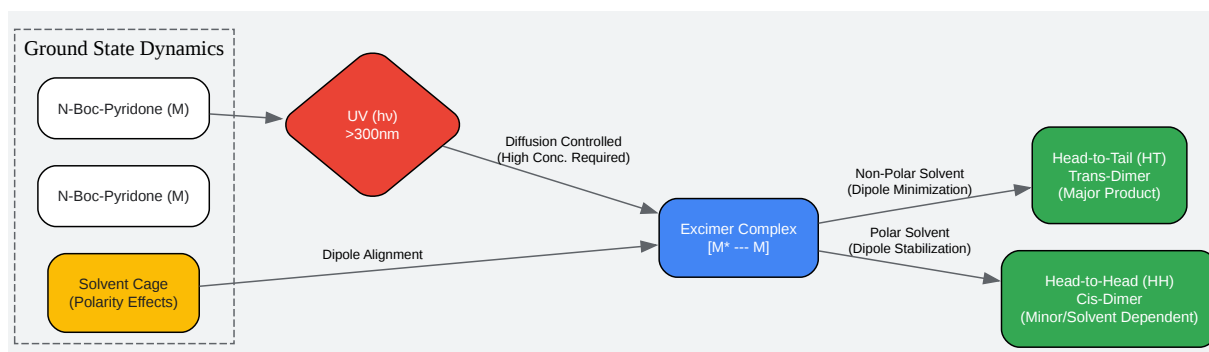 Ground State Dynamics
N-Boc-Pyridone (M)
N-Boc-Pyridone (M)
Solvent Cage
(Polarity Effects)
UV (hν)
>300nm
Diffusion Controlled
(High Conc. Required)
Dipole Alignment
Excimer Complex
[M* --- M]
Non-Polar Solvent
(Dipole Minimization)
Polar Solvent
(Dipole Stabilization)
Head-to-Tail (HT)
Trans-Dimer
(Major Product)
Head-to-Head (HH)
Cis-Dimer
(Minor/Solvent Dependent)